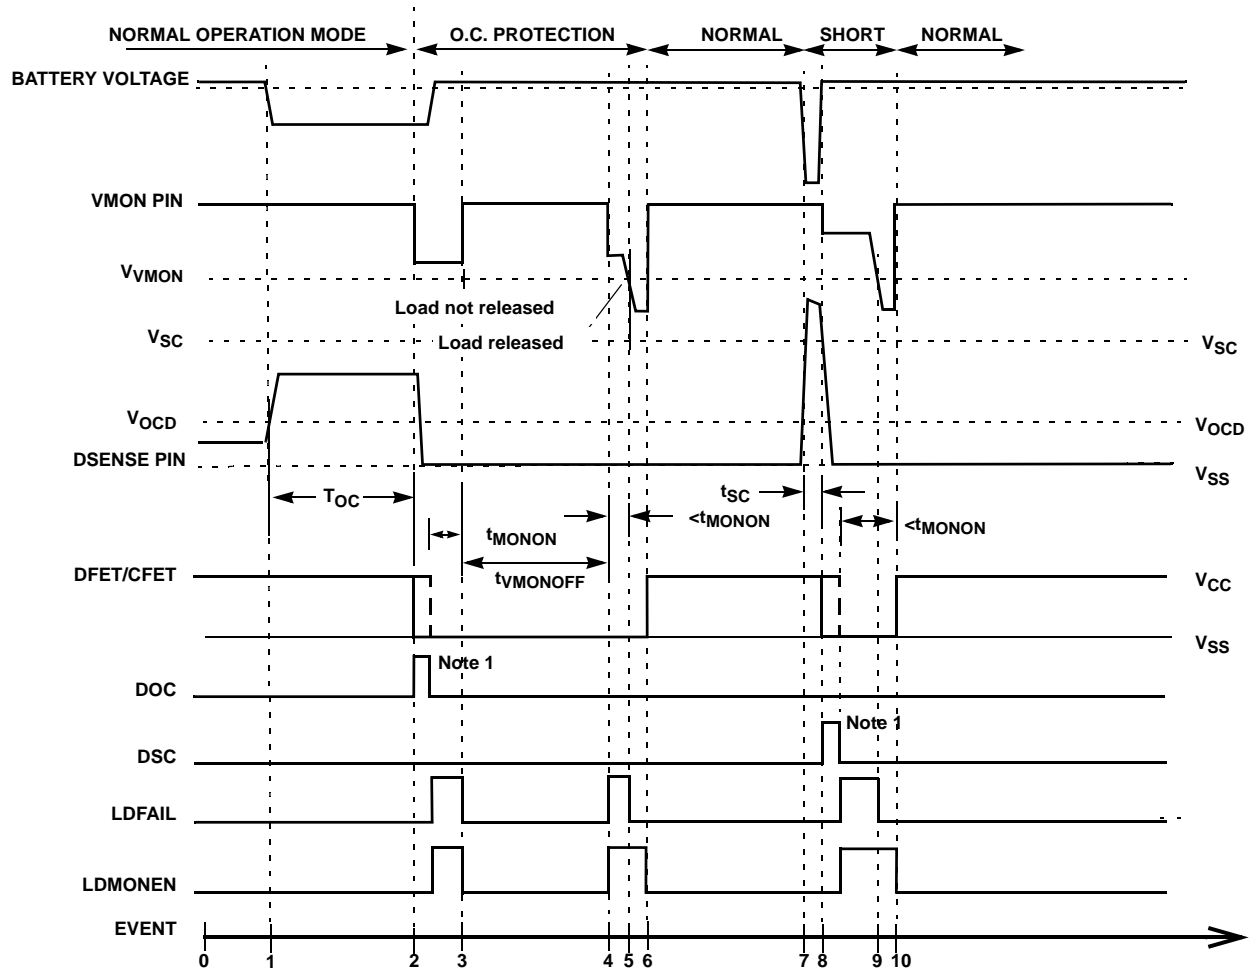 NORMAL OPERATION MODE
O.C. PROTECTION
NORMAL
SHORT
NORMAL
BATTERY VOLTAGE
VMON PIN
VVMON
Load not released
Load released
VSC
VSC
VOCD
VOCD
DSENSE PIN
VSS
TOC
tSC
<tMONON
<tMONON
tMONON
tVMONOFF
DFET/CFET
VCC
VSS
Note 1
DOC
Note 1
DSC
LDFAIL
LDMONEN
EVENT
0 1 2 3 4 5 6 7 8 9 10